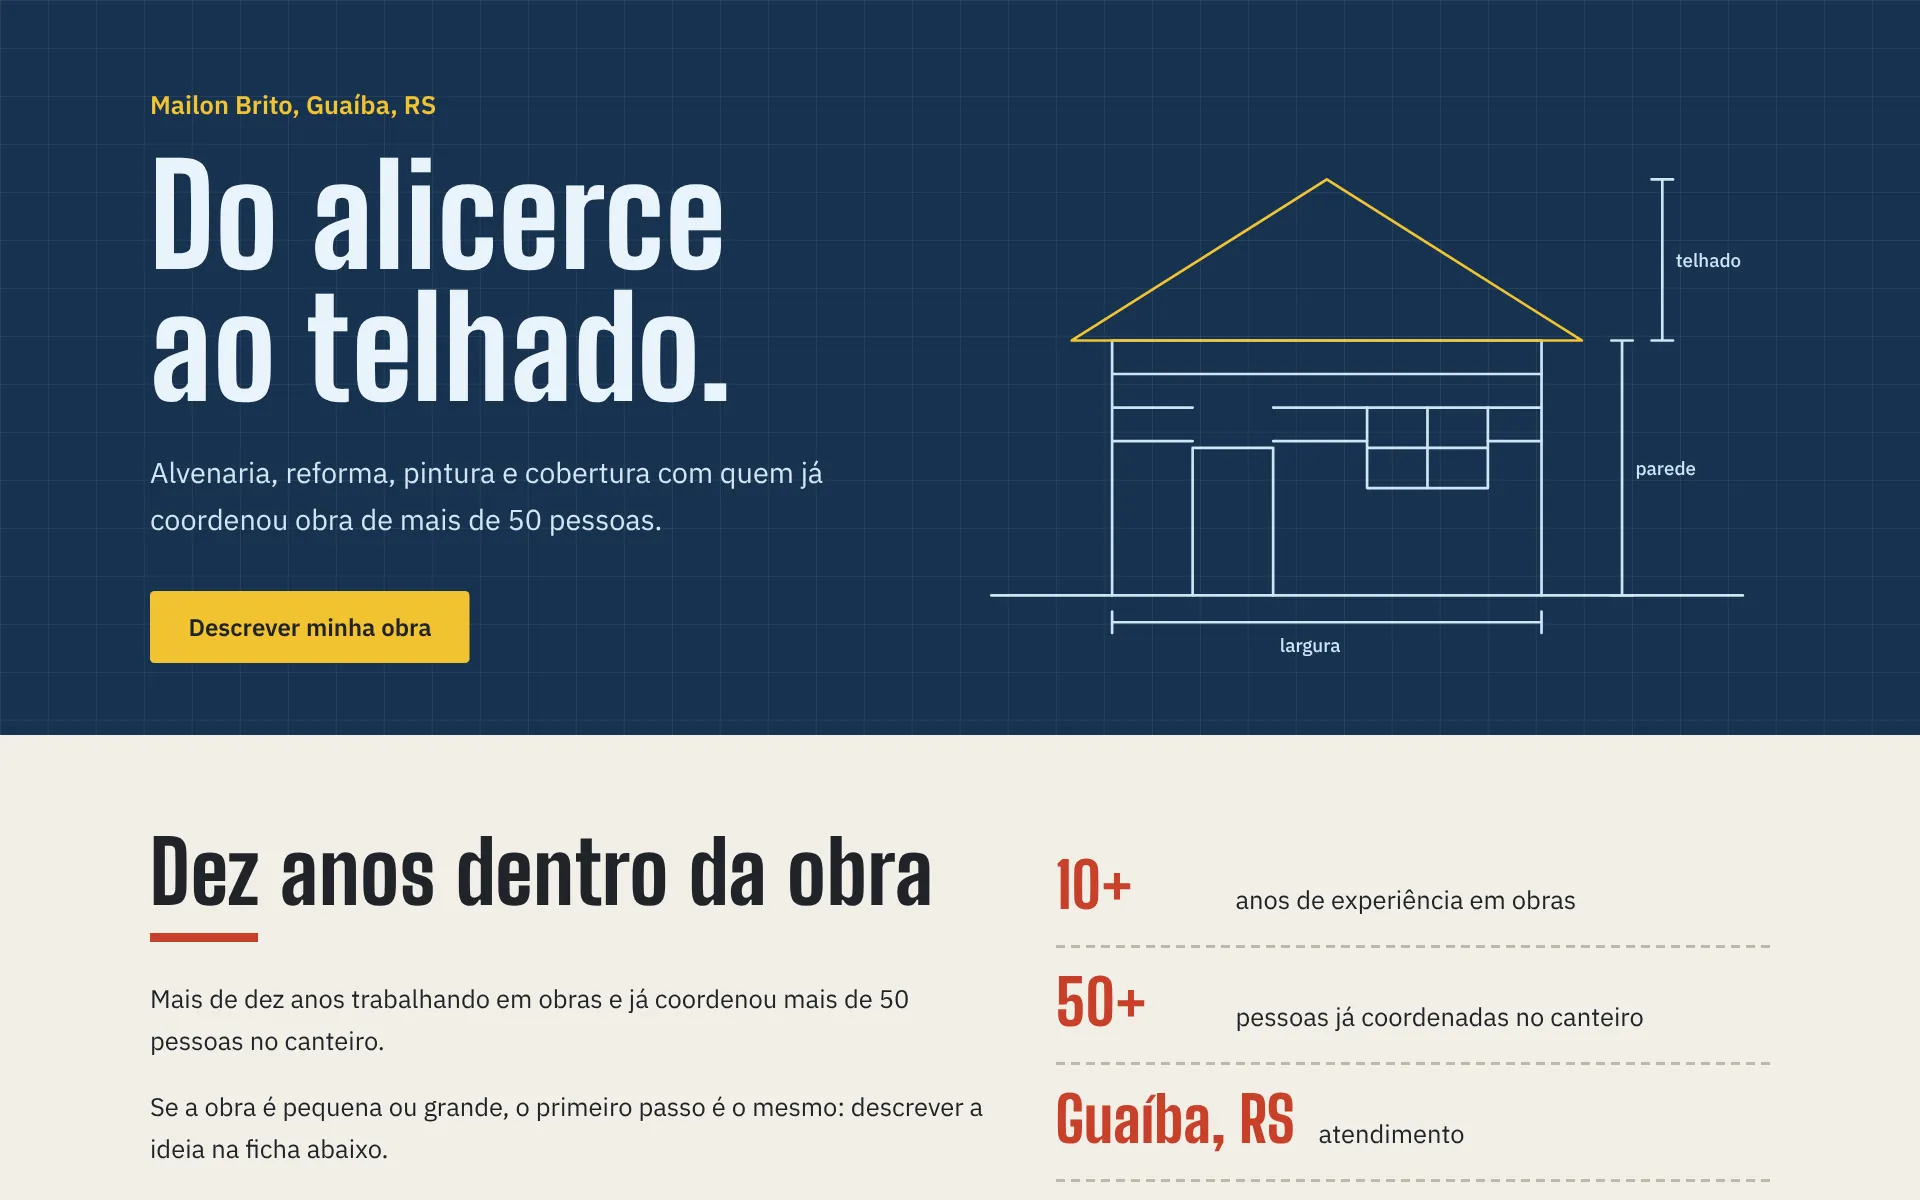 Mailon Brito, Guaíba, RS
Do alicerce
ao telhado.
Alvenaria, reforma, pintura e cobertura com quem já
coordenou obra de mais de 50 pessoas.
Descrever minha obra
telhado
parede
largura
Dez anos dentro da obra
Mais de dez anos trabalhando em obras e já coordenou mais de 50
pessoas no canteiro.
Se a obra é pequena ou grande, o primeiro passo é o mesmo: descrever a
ideia na ficha abaixo.
10+ anos de experiência em obras
50+ pessoas já coordenadas no canteiro
Guaíba, RS atendimento